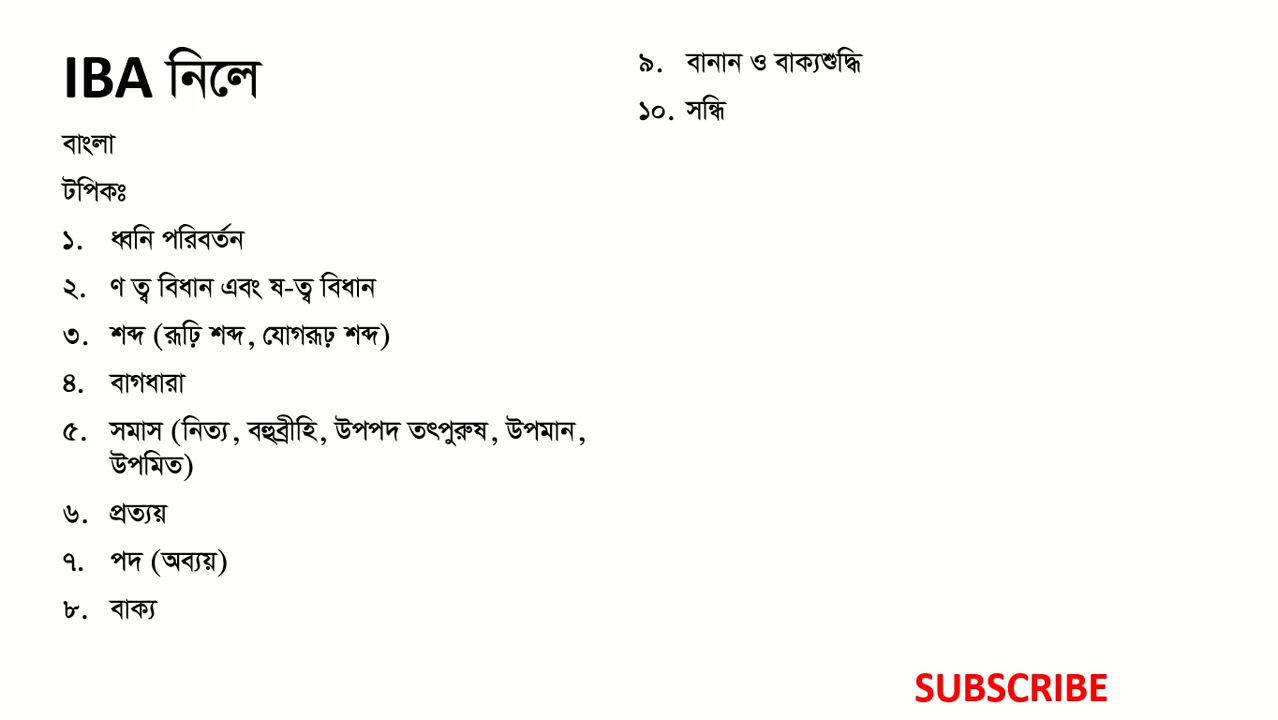 IBA নিলে
বাংলা
টপিকঃ
১. ধ্বনি পরিবর্তন
২. ণ ত্ব বিধান এবং ষ-ত্ব বিধান
৩. শব্দ (রূঢ়ি শব্দ, যোগরূঢ় শব্দ)
৪. বাগধারা
৫. সমাস (নিত্য, বহুব্রীহি, উপপদ তৎপুরুষ, উপমান,
উপমিত)
৬. প্রত্যয়
৭. পদ (অব্যয়)
৮. বাক্য
৯. বানান ও বাক্যশুদ্ধি
১০. সন্ধি
SUBSCRIBE